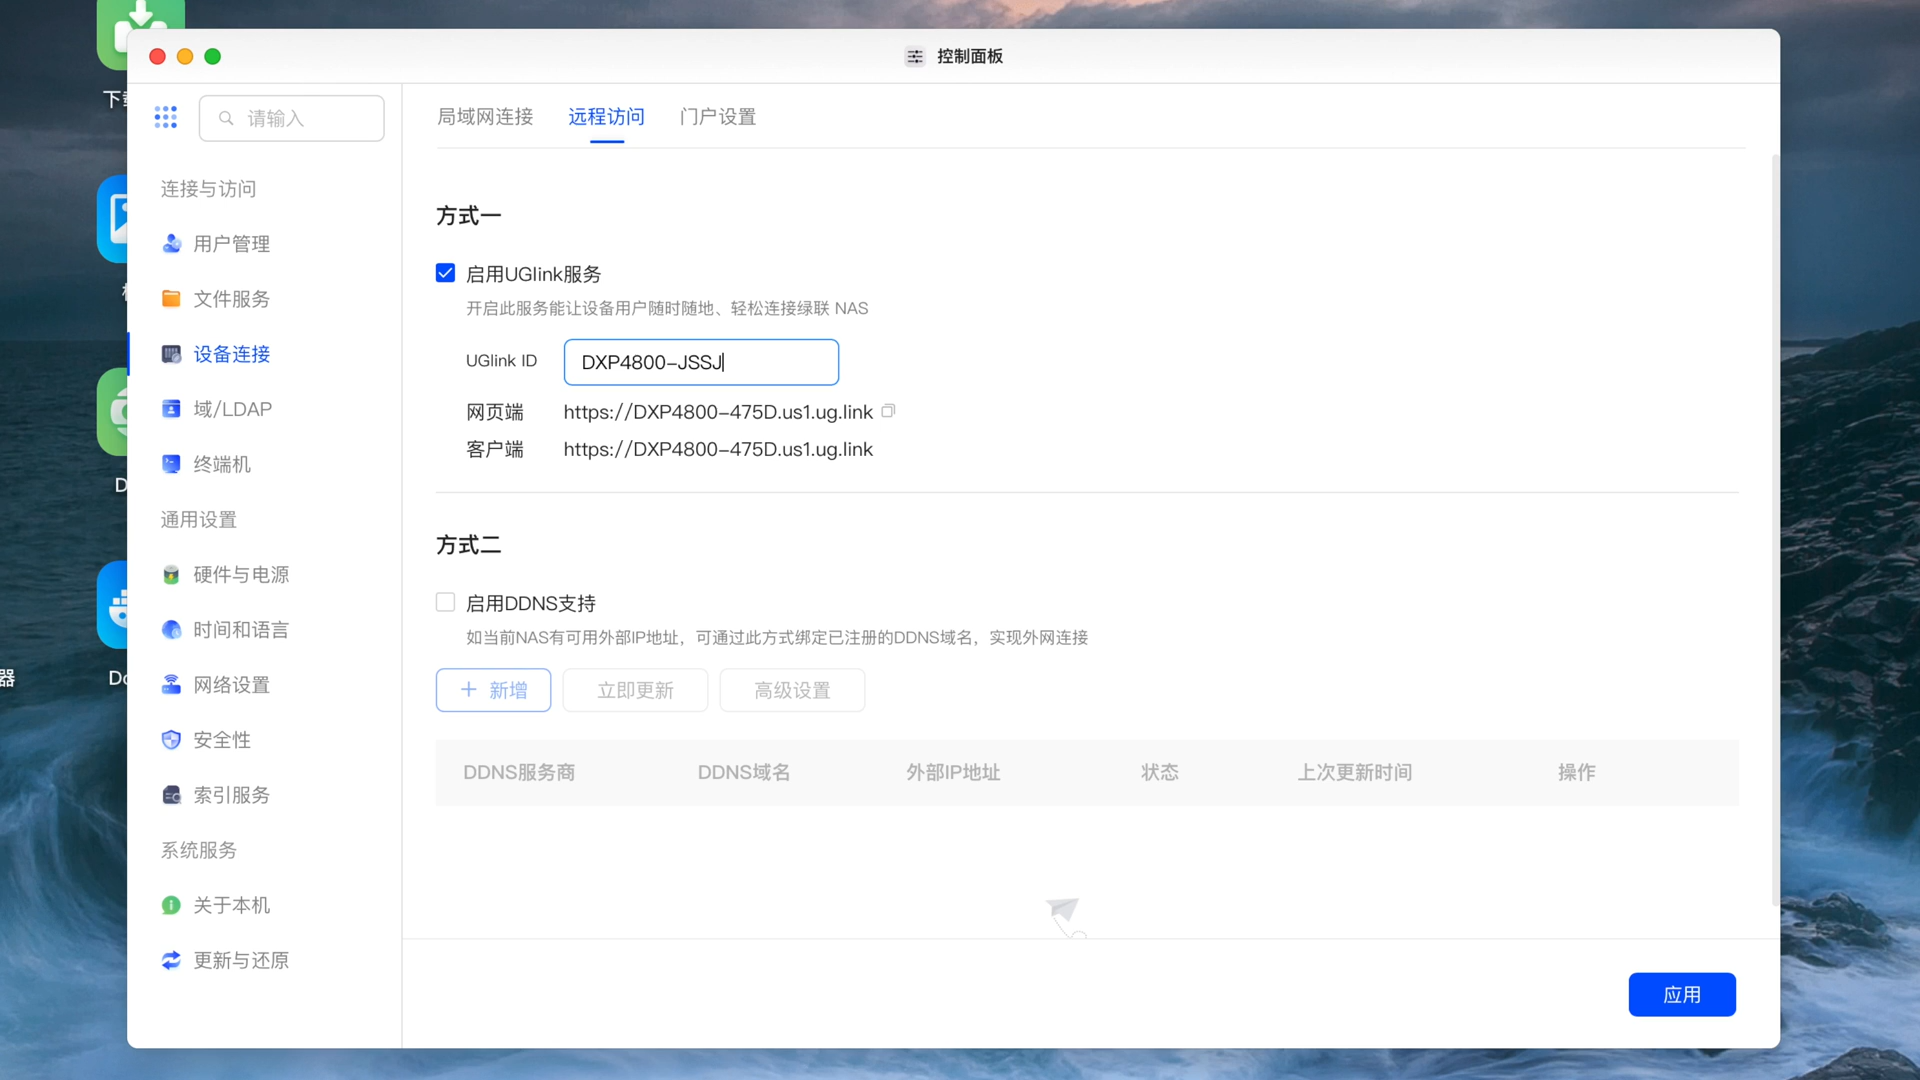 控制面板
请输入
局域网连接 远程访问 门户设置
连接与访问
用户管理
文件服务
设备连接
域/LDAP
终端机
通用设置
硬件与电源
时间和语言
网络设置
安全性
索引服务
系统服务
关于本机
更新与还原
方式一
启用UGlink服务
开启此服务能让设备用户随时随地、轻松连接绿联 NAS
UGlink ID DXP4800-JSSJ
网页端 https://DXP4800-475D.us1.ug.link
客户端 https://DXP4800-475D.us1.ug.link
方式二
启用DDNS支持
如当前NAS有可用外部IP地址，可通过此方式绑定已注册的DDNS域名，实现外网连接
新增 立即更新 高级设置
DDNS服务商 DDNS域名 外部IP地址 状态 上次更新时间 操作
应用
器